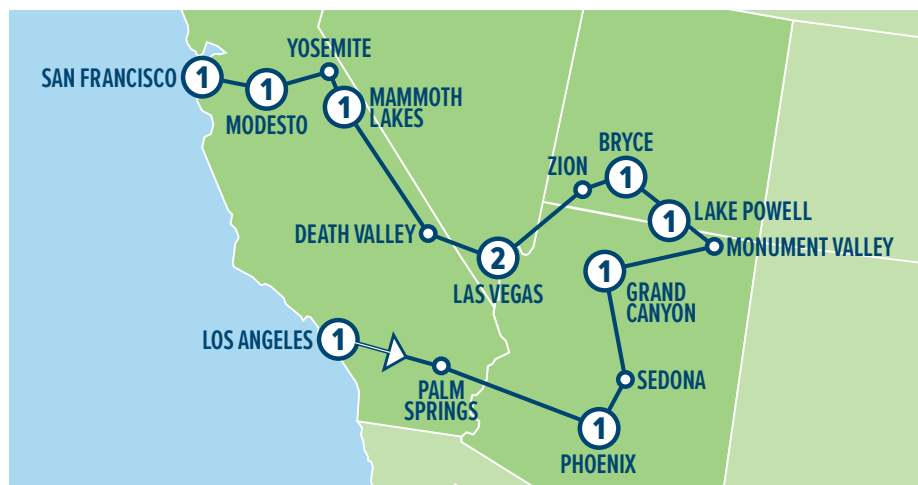 YOSEMITE
SAN FRANCISCO
1
1
MODESTO
1
MAMMOTH
LAKES
BRYCE
ZION
1
1
LAKE POWELL
DEATH VALLEY
MONUMENT VALLEY
2
LAS VEGAS
1
GRAND
CANYON
LOS ANGELES
1
PALM
SPRINGS
SEDONA
1
PHOENIX